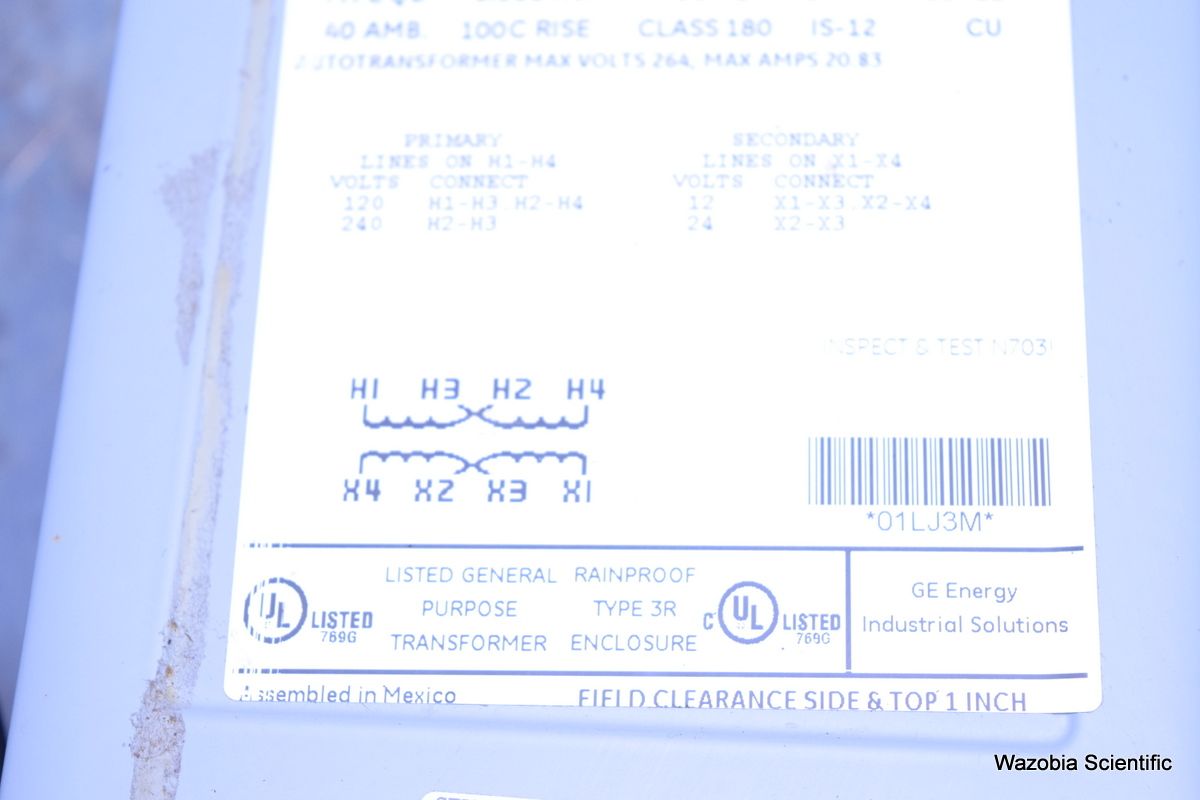 40 AMB. 100C RISE CLASS 180 IS-12 CU
AUTOTRANSFORMER MAX VOLTS 264, MAX AMPS 20.83
PRIMARY
LINES ON H1-H4
VOLTS CONNECT
120 H1-H3,H2-H4
240 H2-H3
SECONDARY
LINES ON X1-X4
VOLTS CONNECT
12 X1-X3,X2-X4
24 X2-X3
INSPECT & TEST N703
H1 H3 H2 H4
X4 X2 X3 X1
*01LJ3M*
UL LISTED
769G
LISTED GENERAL
PURPOSE
TRANSFORMER
RAINPROOF
TYPE 3R
ENCLOSURE
C UL LISTED
769G
GE Energy
Industrial Solutions
Assembled in Mexico
FIELD CLEARANCE SIDE & TOP 1 INCH
Wazobia Scientific